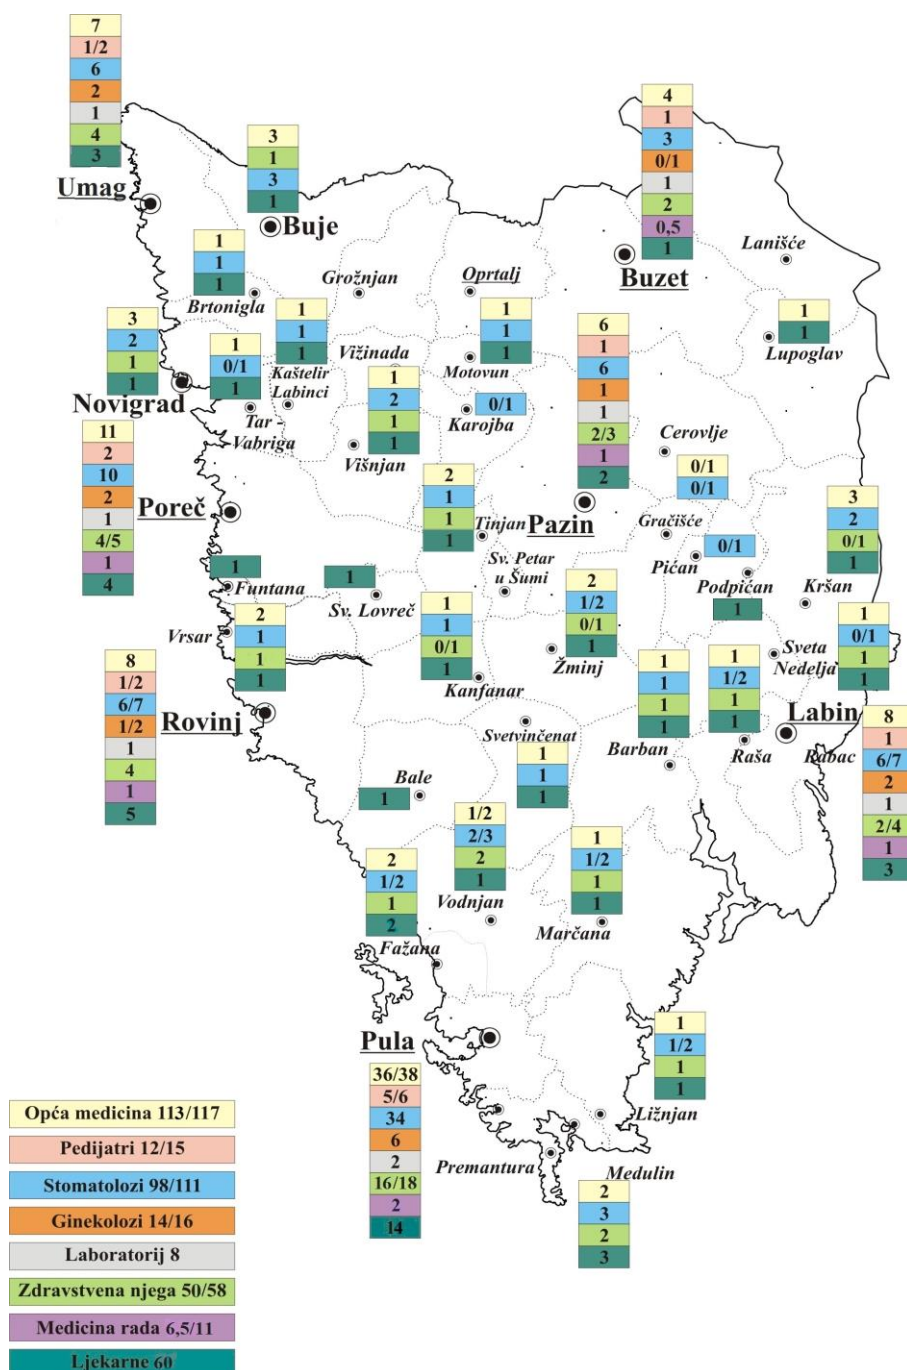 7
1/2
6
2
1
4
3
Umag
3
1
3
1
Buje
4
1
3
0/1
1
2
0,5
1
Buzet
Lanišće
1
1
1
Brtonigla
Grožnjan
Oprtalj
1
1
1
Motovun
1
1
Lupoglav
3
2
1
1
Novigrad
1
0/1
1
Tar -
Vabriga
1
1
1
Kaštelir
Labinci
Vižinada
1
2
1
1
Višnjan
0/1
Karojba
6
1
6
1
1
2/3
1
2
Pazin
Cerovlje
0/1
0/1
Gračišće
11
2
10
2
1
4/5
1
4
Poreč
2
1
1
1
Tinjan
Sv. Petar
u Šumi
0/1
Pićan
Podpićan
1
3
2
0/1
1
Kršan
1
Funtana
1
Sv. Lovreč
Vrsar
2
1
1
1
1
1
0/1
1
Kanfanar
2
1/2
0/1
1
Žminj
1
0/1
1
1
Sveta
Nedelja
8
1/2
6/7
1/2
1
4
1
5
Rovinj
1
1
1
1
Barban
1
1/2
1
1
Raša
Labin
Rabac
8
1
6/7
2
1
2/4
1
3
Svetvinčenat
1
1
1
Bale
1
1/2
2/3
2
1
Vodnjan
1
1/2
1
1
Marčana
2
1/2
1
2
Fažana
Pula
36/38
5/6
34
6
2
16/18
2
14
1
1/2
1
1
Ližnjan
Premantura
Medulin
2
3
2
3
Opća medicina 113/117
Pedijatri 12/15
Stomatolozi 98/111
Ginekolozi 14/16
Laboratorij 8
Zdravstvena njega 50/58
Medicina rada 6,5/11
Ljekarne 60